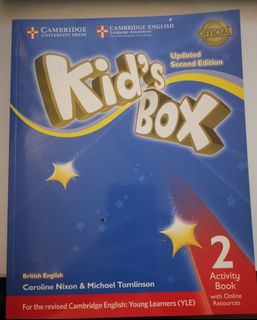 CAMBRIDGE
UNIVERSITY PRESS
CAMBRIDGE ENGLISH
Language Assessment
OFFICIAL
Updated
Second Edition
Kid's
BOX
2
Activity
Book
with Online
Resources
British English
Caroline Nixon & Michael Tomlinson
For the revised Cambridge English: Young Learners (YLE)